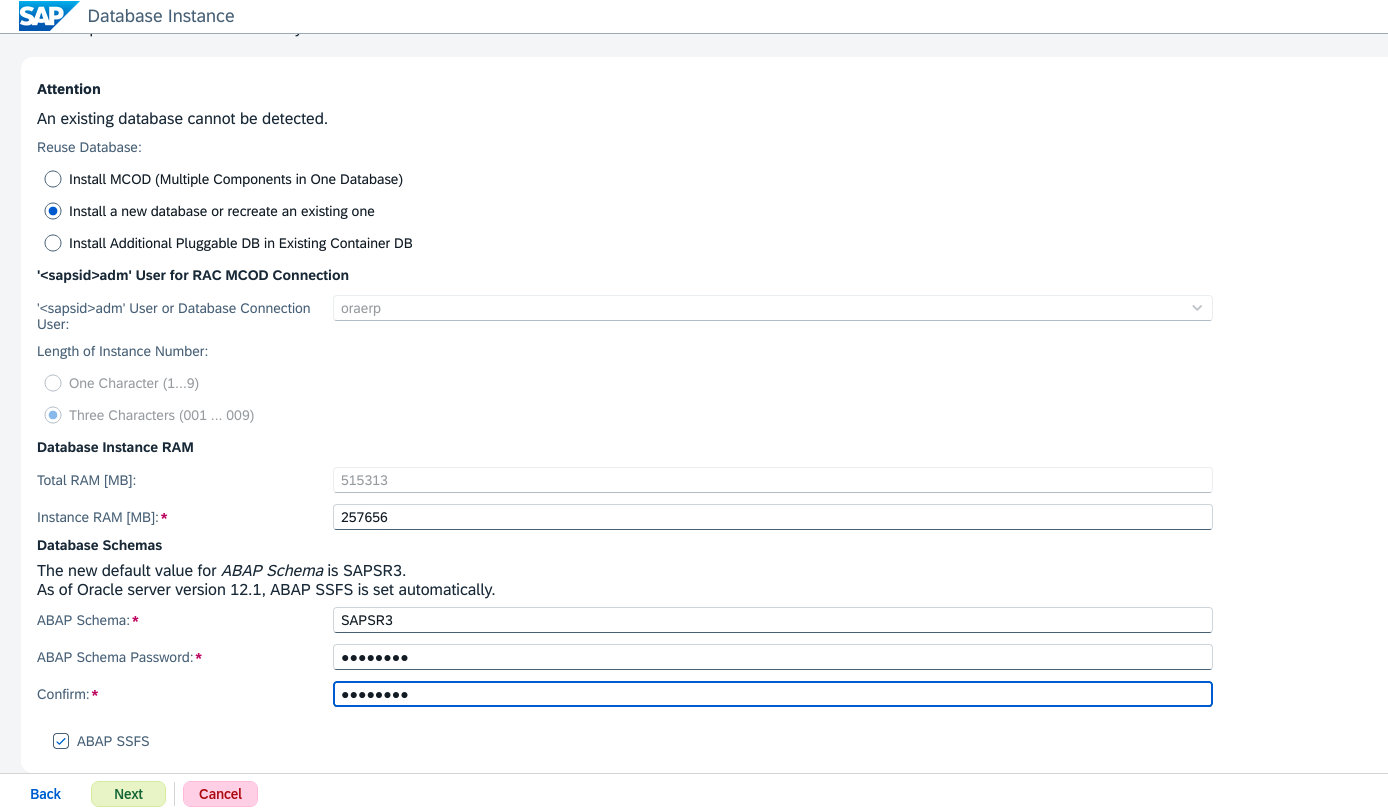 SAP Database Instance
Attention
An existing database cannot be detected.
Reuse Database:
Install MCOD (Multiple Components in One Database)
Install a new database or recreate an existing one
Install Additional Pluggable DB in Existing Container DB
'<sapsid>adm' User for RAC MCOD Connection
'<sapsid>adm' User or Database Connection
User:
oraerp
Length of Instance Number:
One Character (1...9)
Three Characters (001 ... 009)
Database Instance RAM
Total RAM [MB]: 515313
Instance RAM [MB]:* 257656
Database Schemas
The new default value for ABAP Schema is SAPSR3.
As of Oracle server version 12.1, ABAP SSFS is set automatically.
ABAP Schema:* SAPSR3
ABAP Schema Password:* ••••••••
Confirm:* ••••••••
ABAP SSFS
Back Next Cancel